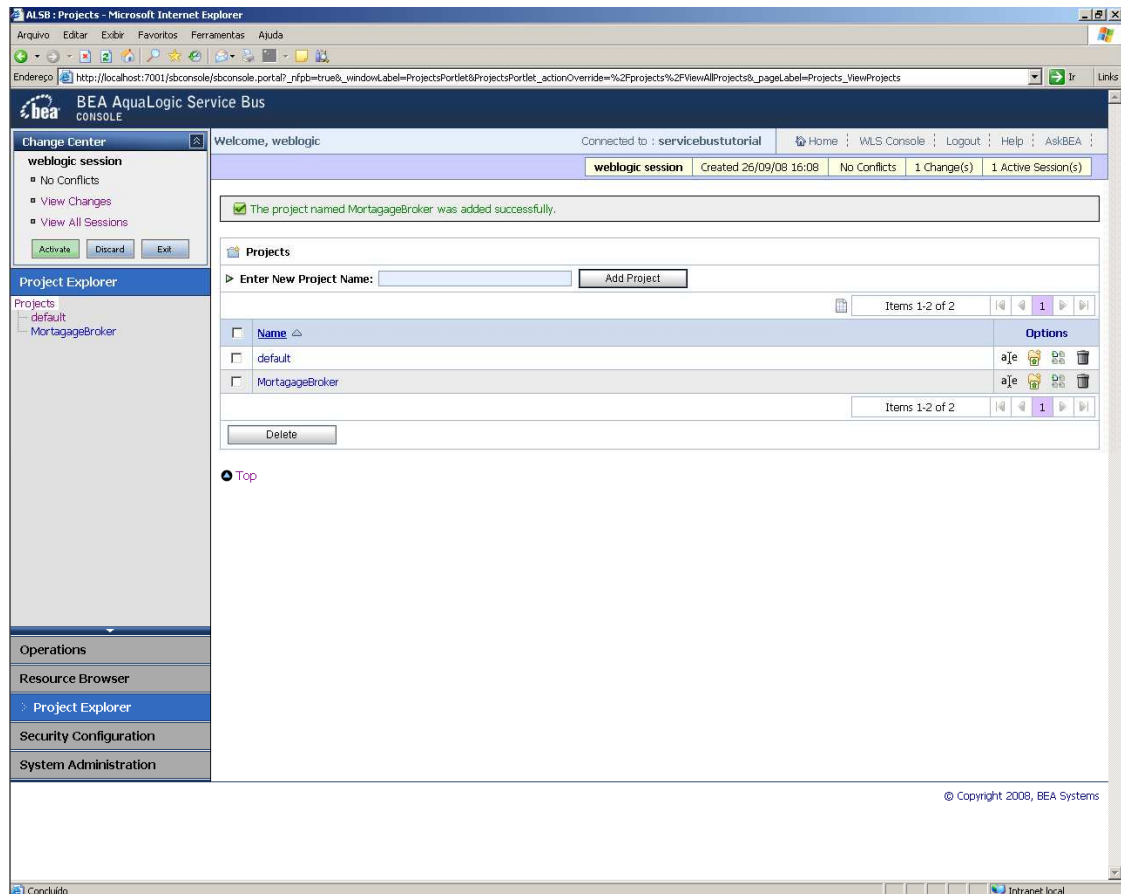 ALSB : Projects - Microsoft Internet Explorer
Arquivo Editar Exibir Favoritos Ferramentas Ajuda
Endereço http://localhost:7001/sbconsole/sbconsole.portal?_nfpb=true&_windowLabel=ProjectsPortlet&ProjectsPortlet_actionOverride=%2Fprojects%2FViewAllProjects&_pageLabel=Projects_ViewProjects Ir Links
bea BEA AquaLogic Service Bus
CONSOLE
Change Center
weblogic session
No Conflicts
View Changes
View All Sessions
Activate Discard Exit
Project Explorer
Projects
default
MortagageBroker
Operations
Resource Browser
Project Explorer
Security Configuration
System Administration
Welcome, weblogic Connected to : servicebustutorial Home WLS Console Logout Help AskBEA
weblogic session Created 26/09/08 16:08 No Conflicts 1 Change(s) 1 Active Session(s)
The project named MortagageBroker was added successfully.
Projects
Enter New Project Name: Add Project
Items 1-2 of 2 1
Name Options
default a e
MortagageBroker a e
Items 1-2 of 2 1
Delete
Top
© Copyright 2008, BEA Systems
Concluído Intranet local